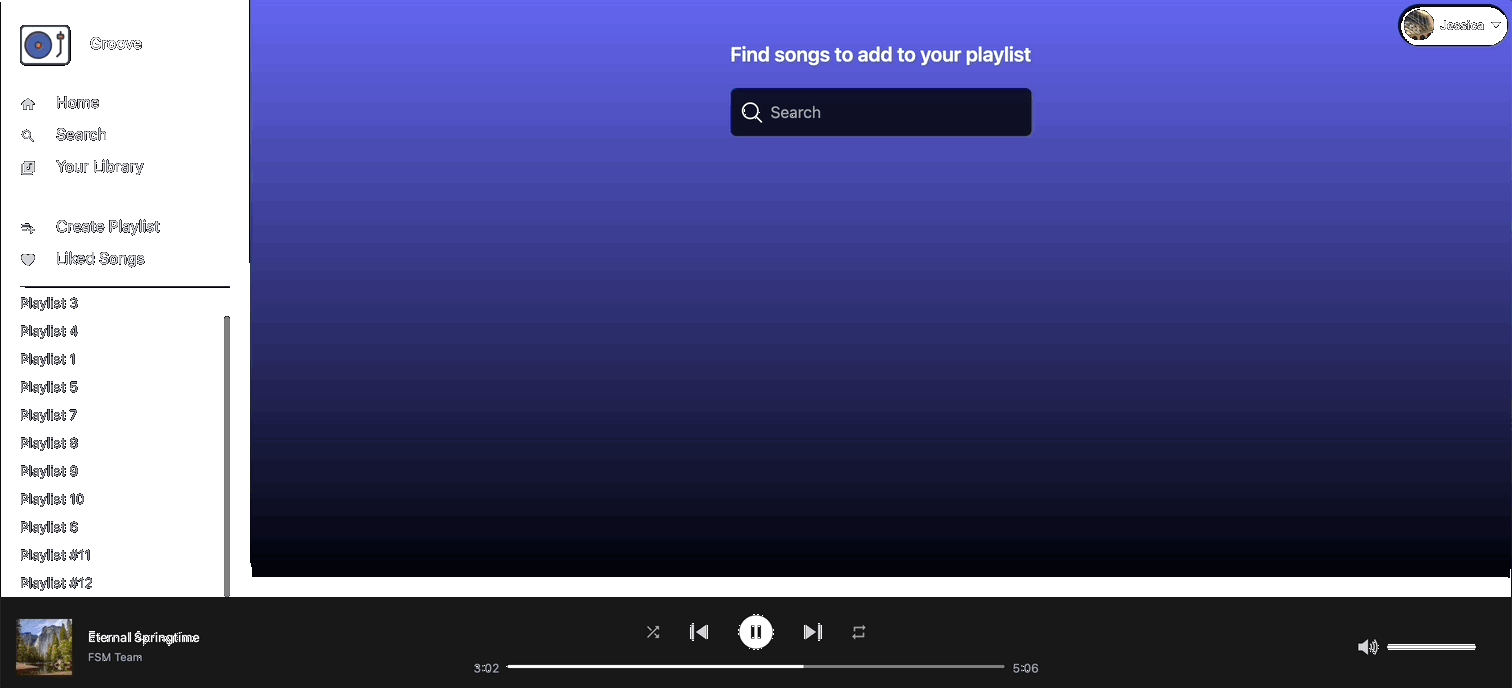 Groove
Home
Search
Your Library
Create Playlist
Liked Songs
Playlist 3
Playlist 4
Playlist 1
Playlist 5
Playlist 7
Playlist 8
Playlist 9
Playlist 10
Playlist 6
Playlist #11
Playlist #12
Find songs to add to your playlist
Search
Jessica
Eternal Springtime
FSM Team
3:02
5:06